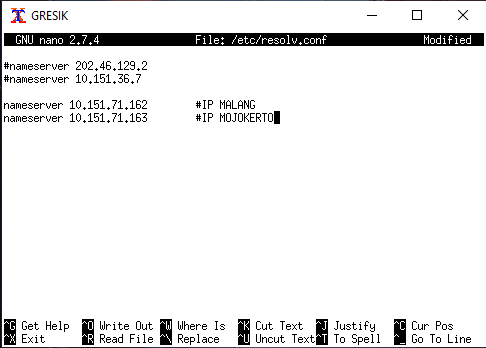 GRESIK
GNU nano 2.7.4 File: /etc/resolv.conf Modified
#nameserver 202.46.129.2
#nameserver 10.151.36.7
nameserver 10.151.71.162 #IP MALANG
nameserver 10.151.71.163 #IP MOJOKERTO
^G Get Help ^O Write Out ^W Where Is ^K Cut Text ^J Justify ^C Cur Pos
^X Exit ^R Read File ^\ Replace ^U Uncut Text ^T To Spell ^_ Go To Line